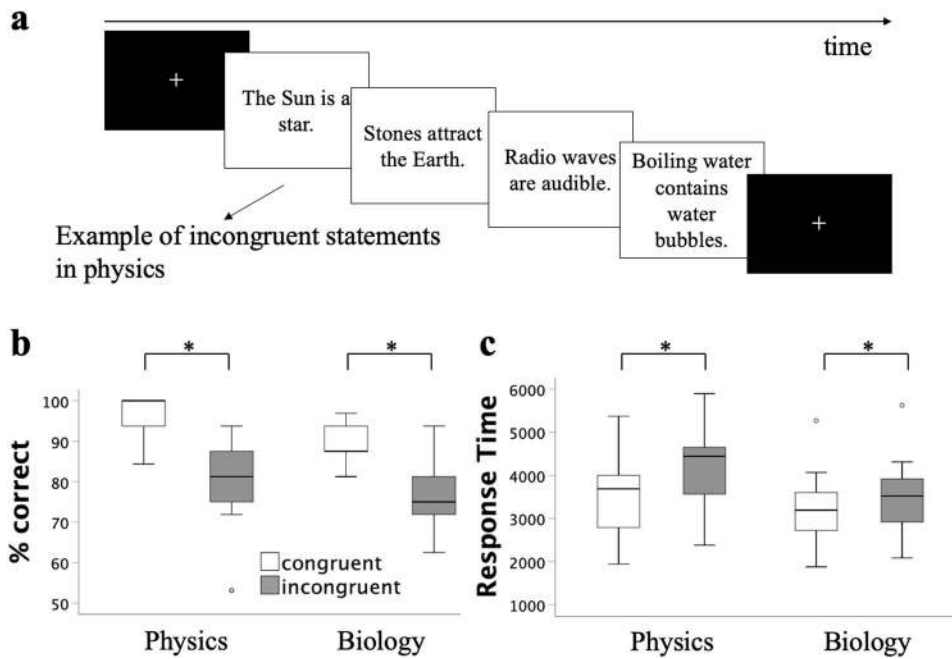 a
time
The Sun is a
star.
Stones attract
the Earth.
Radio waves
are audible.
Boiling water
contains
water
bubbles.
Example of incongruent statements
in physics
b
*
*
% correct
100
90
80
70
60
50
congruent
incongruent
Physics
Biology
c
*
*
Response Time
6000
5000
4000
3000
2000
1000
Physics
Biology